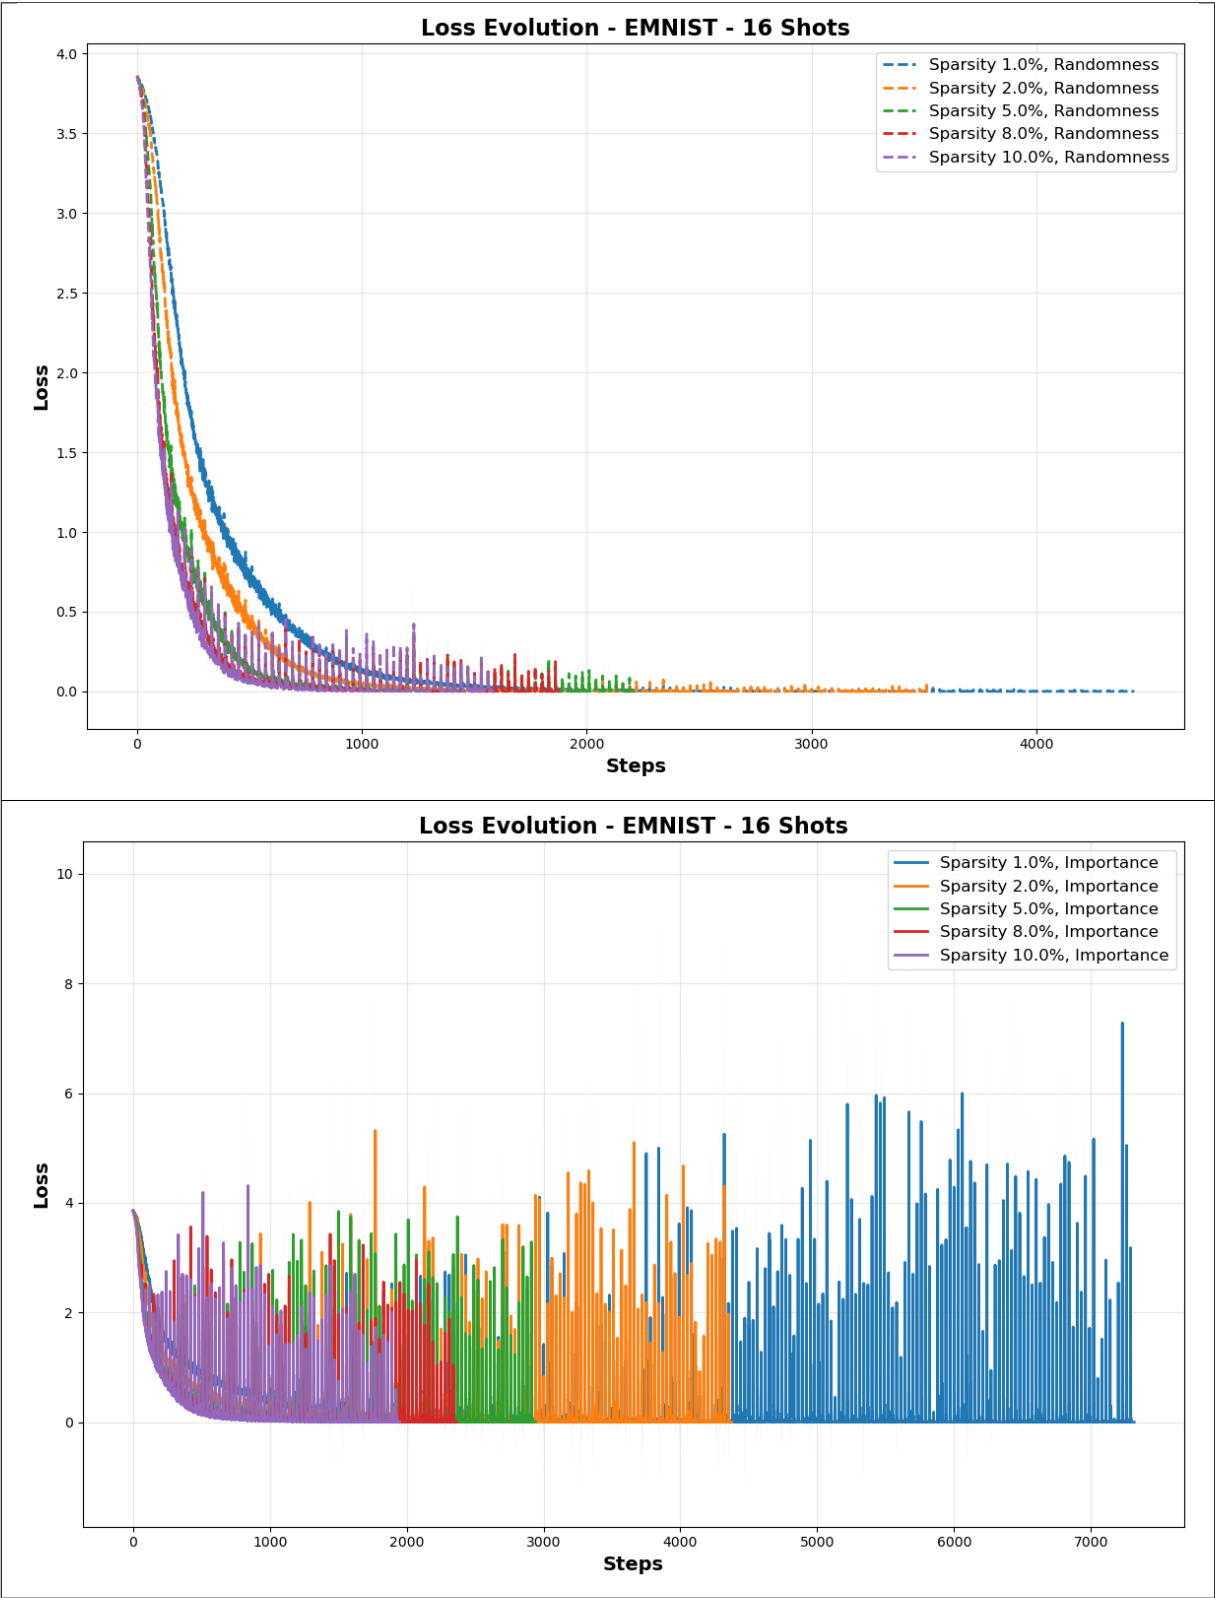 Loss Evolution - EMNIST - 16 Shots
4.0
3.5
3.0
2.5
2.0
1.5
1.0
0.5
0.0
Loss
Sparsity 1.0%, Randomness
Sparsity 2.0%, Randomness
Sparsity 5.0%, Randomness
Sparsity 8.0%, Randomness
Sparsity 10.0%, Randomness
0 1000 2000 3000 4000
Steps
Loss Evolution - EMNIST - 16 Shots
10
8
6
4
2
0
Loss
Sparsity 1.0%, Importance
Sparsity 2.0%, Importance
Sparsity 5.0%, Importance
Sparsity 8.0%, Importance
Sparsity 10.0%, Importance
0 1000 2000 3000 4000 5000 6000 7000
Steps